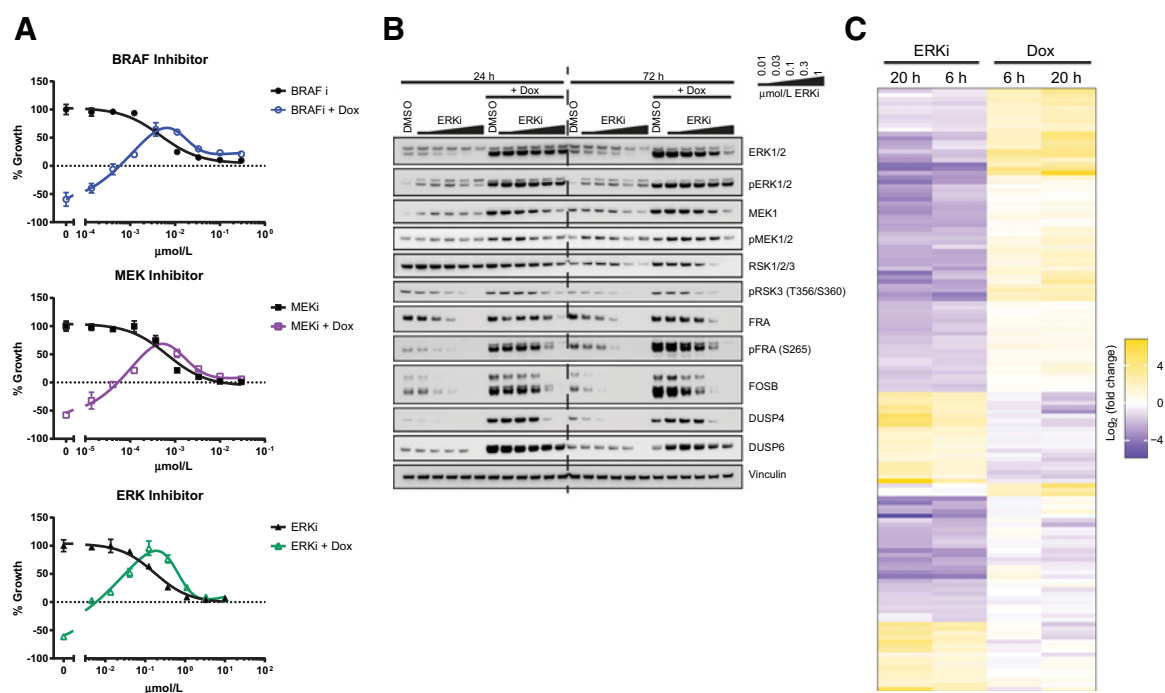 A
BRAF Inhibitor
150
100
50
0
-50
-100
% Growth
BRAF i
BRAFi + Dox
0 10⁻⁴ 10⁻³ 10⁻² 10⁻¹ 10⁰
μmol/L
MEK Inhibitor
150
100
50
0
-50
-100
% Growth
MEKi
MEKi + Dox
0 10⁻⁵ 10⁻⁴ 10⁻³ 10⁻² 10⁻¹
μmol/L
ERK Inhibitor
150
100
50
0
-50
-100
% Growth
ERKi
ERKi + Dox
0 10⁻² 10⁻¹ 10⁰ 10¹ 10²
μmol/L
B
24 h 72 h
+ Dox + Dox
DMSO ERKi DMSO ERKi DMSO ERKi DMSO ERKi
0.01 0.03 0.1 0.3 1
μmol/L ERKi
ERK1/2
pERK1/2
MEK1
pMEK1/2
RSK1/2/3
pRSK3 (T356/S360)
FRA
pFRA (S265)
FOSB
DUSP4
DUSP6
Vinculin
C
ERKi Dox
20 h 6 h 6 h 20 h
Log₂ (fold change)
4
0
−4